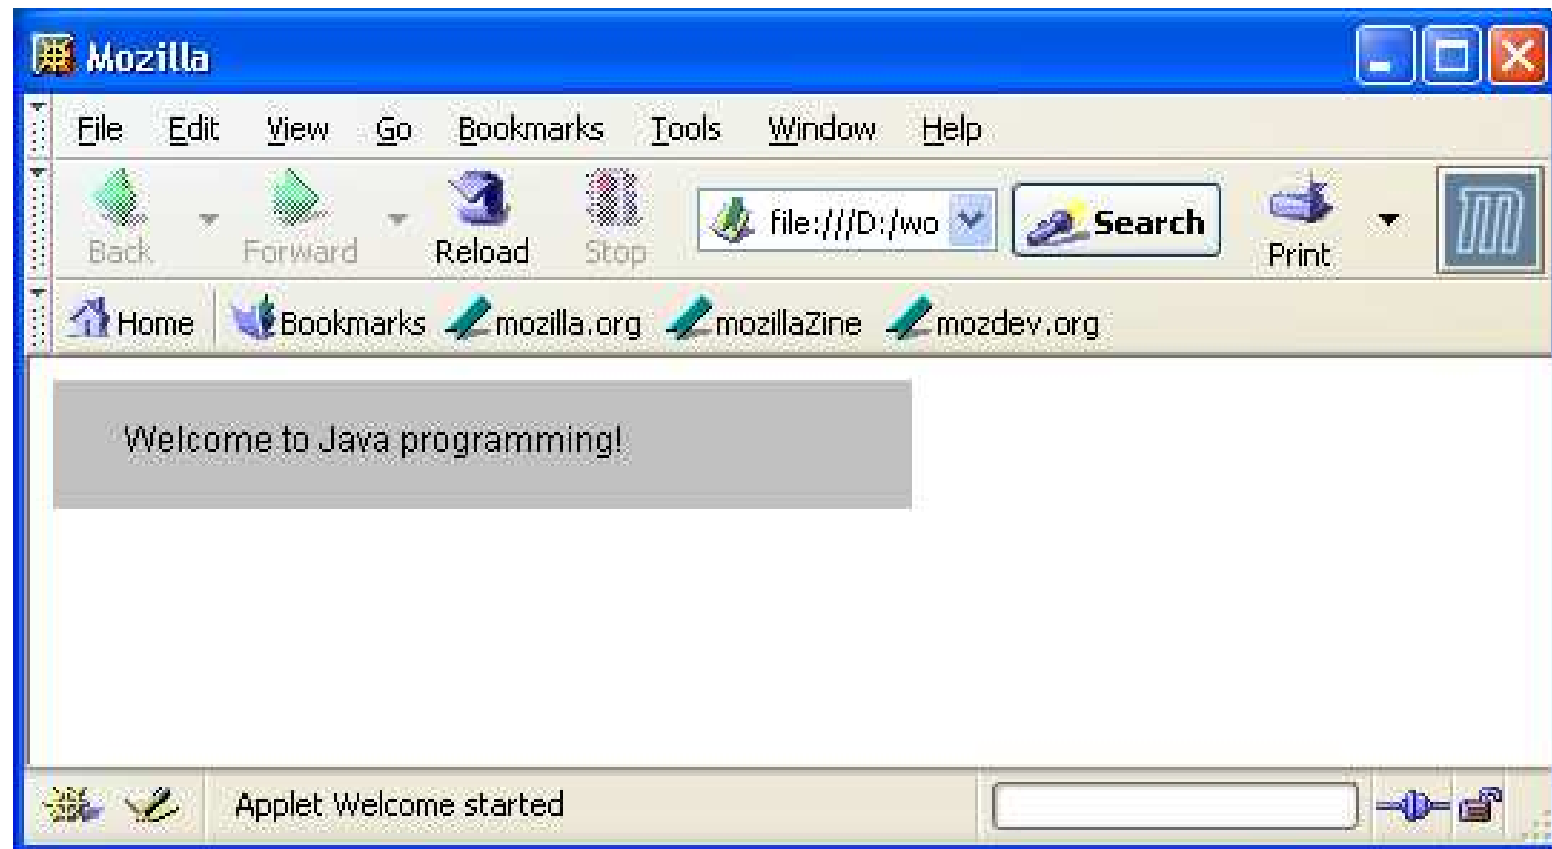 Mozilla
File Edit View Go Bookmarks Tools Window Help
Back Forward Reload Stop file:///D:/wo Search Print
Home Bookmarks mozilla.org mozillaZine mozdev.org
Welcome to Java programming!
Applet Welcome started